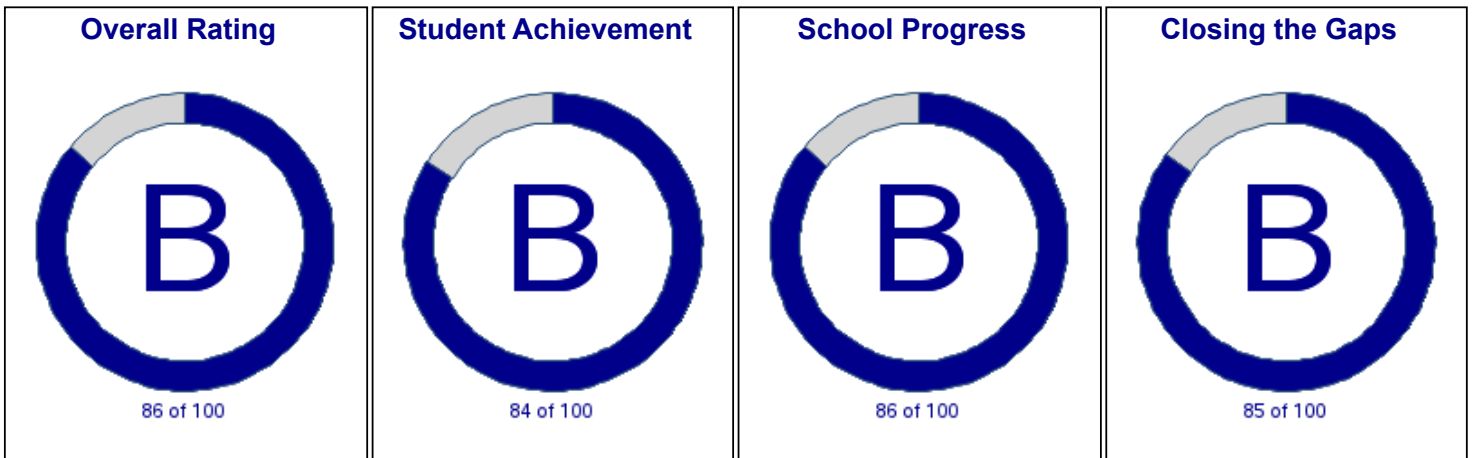 Overall Rating
B
86 of 100
Student Achievement
B
84 of 100
School Progress
B
86 of 100
Closing the Gaps
B
85 of 100